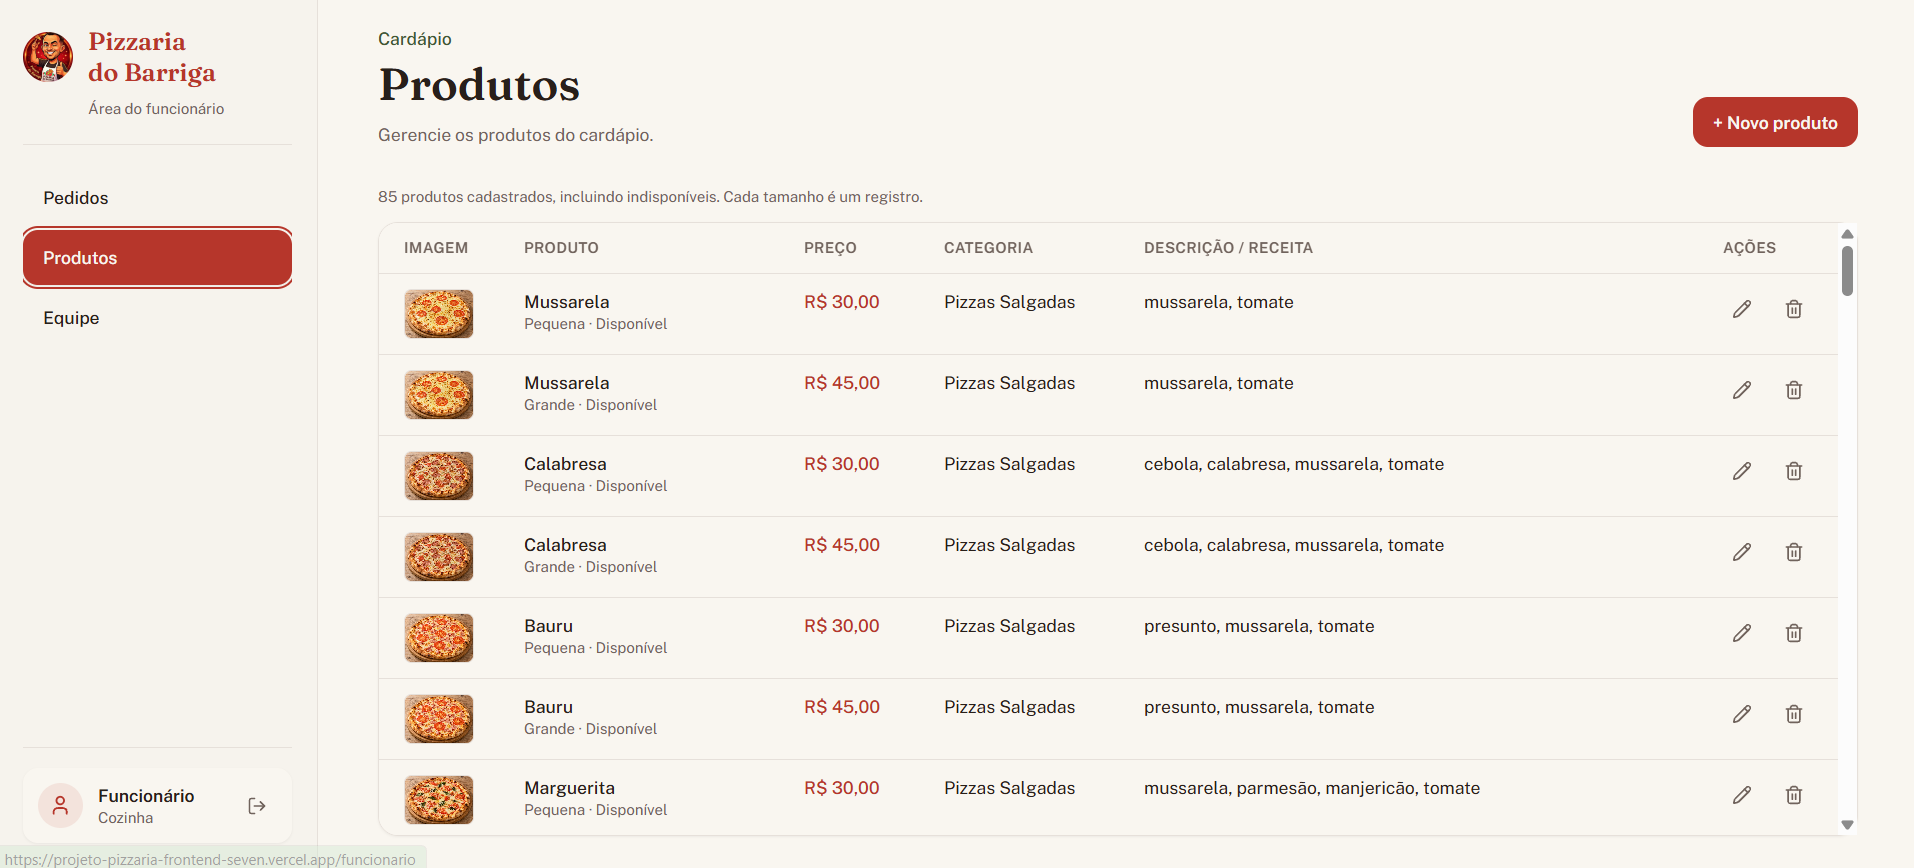 Pizzaria
do Barriga
Área do funcionário
Pedidos
Produtos
Equipe
Funcionário
Cozinha
Cardápio
Produtos
Gerencie os produtos do cardápio.
+ Novo produto
85 produtos cadastrados, incluindo indisponíveis. Cada tamanho é um registro.
IMAGEM PRODUTO PREÇO CATEGORIA DESCRIÇÃO / RECEITA AÇÕES
Mussarela R$ 30,00 Pizzas Salgadas mussarela, tomate
Pequena · Disponível
Mussarela R$ 45,00 Pizzas Salgadas mussarela, tomate
Grande · Disponível
Calabresa R$ 30,00 Pizzas Salgadas cebola, calabresa, mussarela, tomate
Pequena · Disponível
Calabresa R$ 45,00 Pizzas Salgadas cebola, calabresa, mussarela, tomate
Grande · Disponível
Bauru R$ 30,00 Pizzas Salgadas presunto, mussarela, tomate
Pequena · Disponível
Bauru R$ 45,00 Pizzas Salgadas presunto, mussarela, tomate
Grande · Disponível
Marguerita R$ 30,00 Pizzas Salgadas mussarela, parmesão, manjericão, tomate
Pequena · Disponível
https://projeto-pizzaria-frontend-seven.vercel.app/funcionario